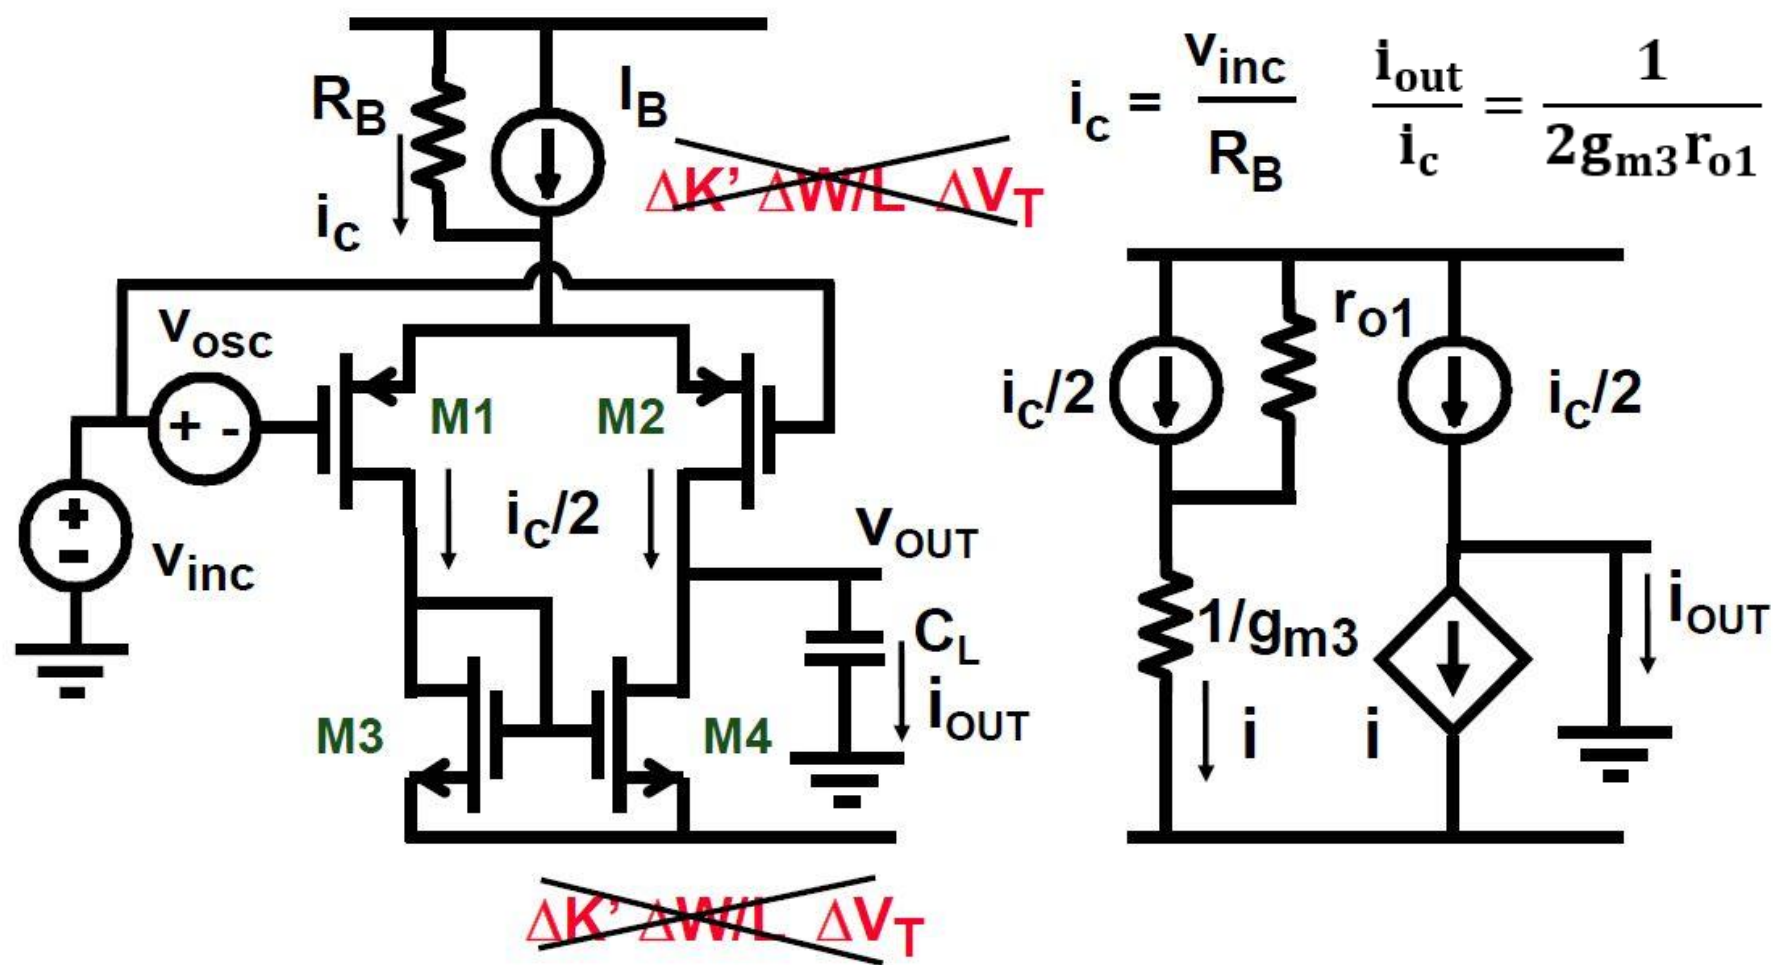 R_B
I_B
i_c = v_inc / R_B
i_out / i_c = 1 / 2g_m3 r_o1
ΔK' ΔW/L ΔV_T
i_c
v_osc
+ -
M1
M2
r_o1
i_c/2
i_c/2
+
-
v_inc
i_c/2
v_OUT
C_L
i_OUT
1/g_m3
i_OUT
M3
M4
i
i
ΔK' ΔW/L ΔV_T